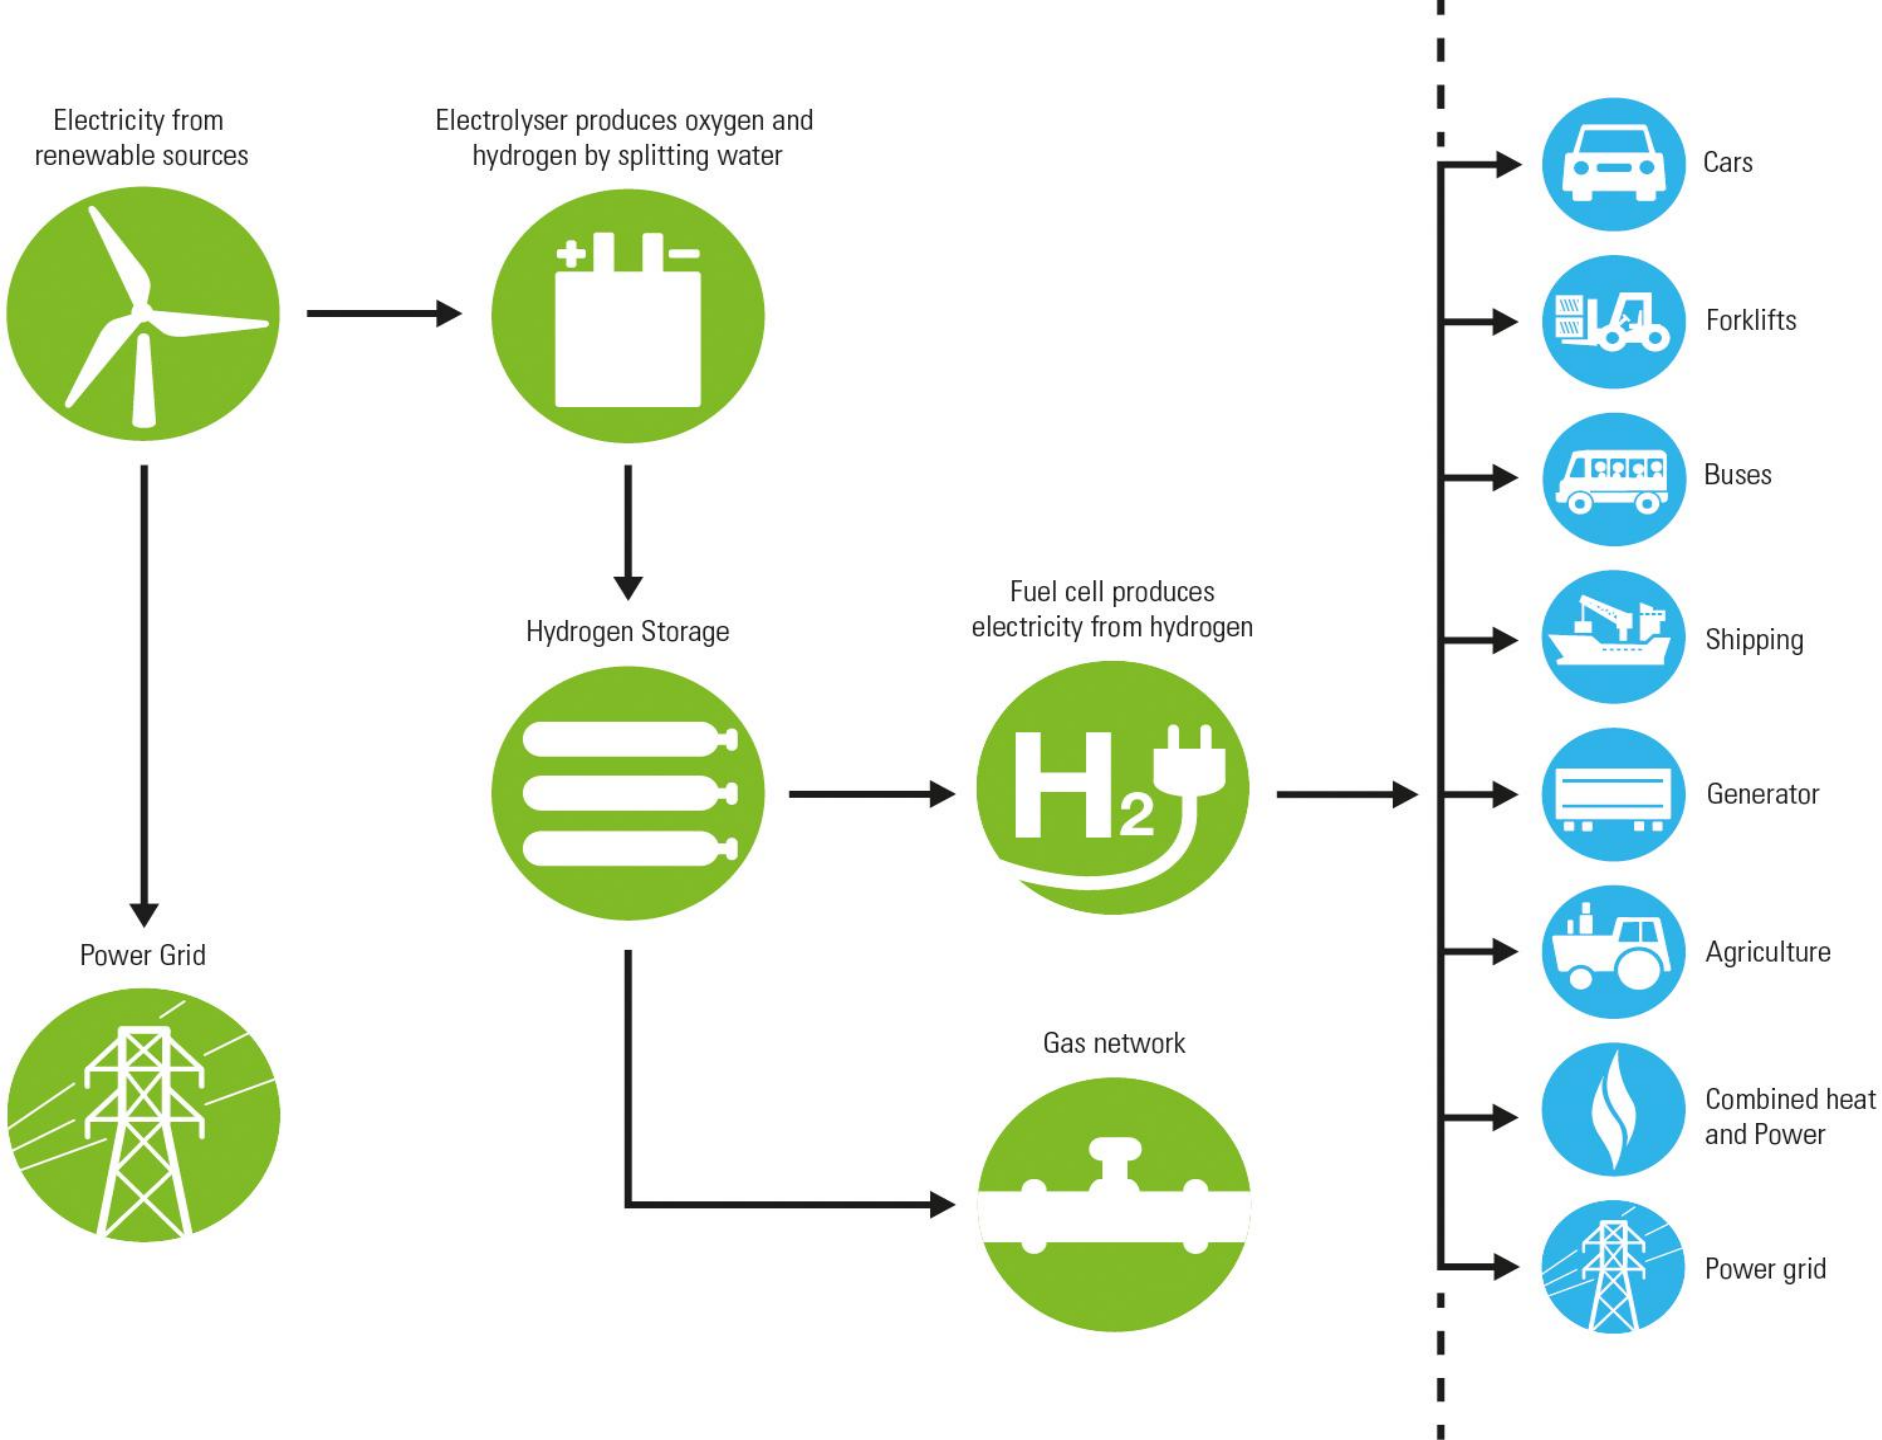 Electricity from
renewable sources
Electrolyser produces oxygen and
hydrogen by splitting water
Hydrogen Storage
Fuel cell produces
electricity from hydrogen
H2
Power Grid
Gas network
Cars
Forklifts
Buses
Shipping
Generator
Agriculture
Combined heat
and Power
Power grid